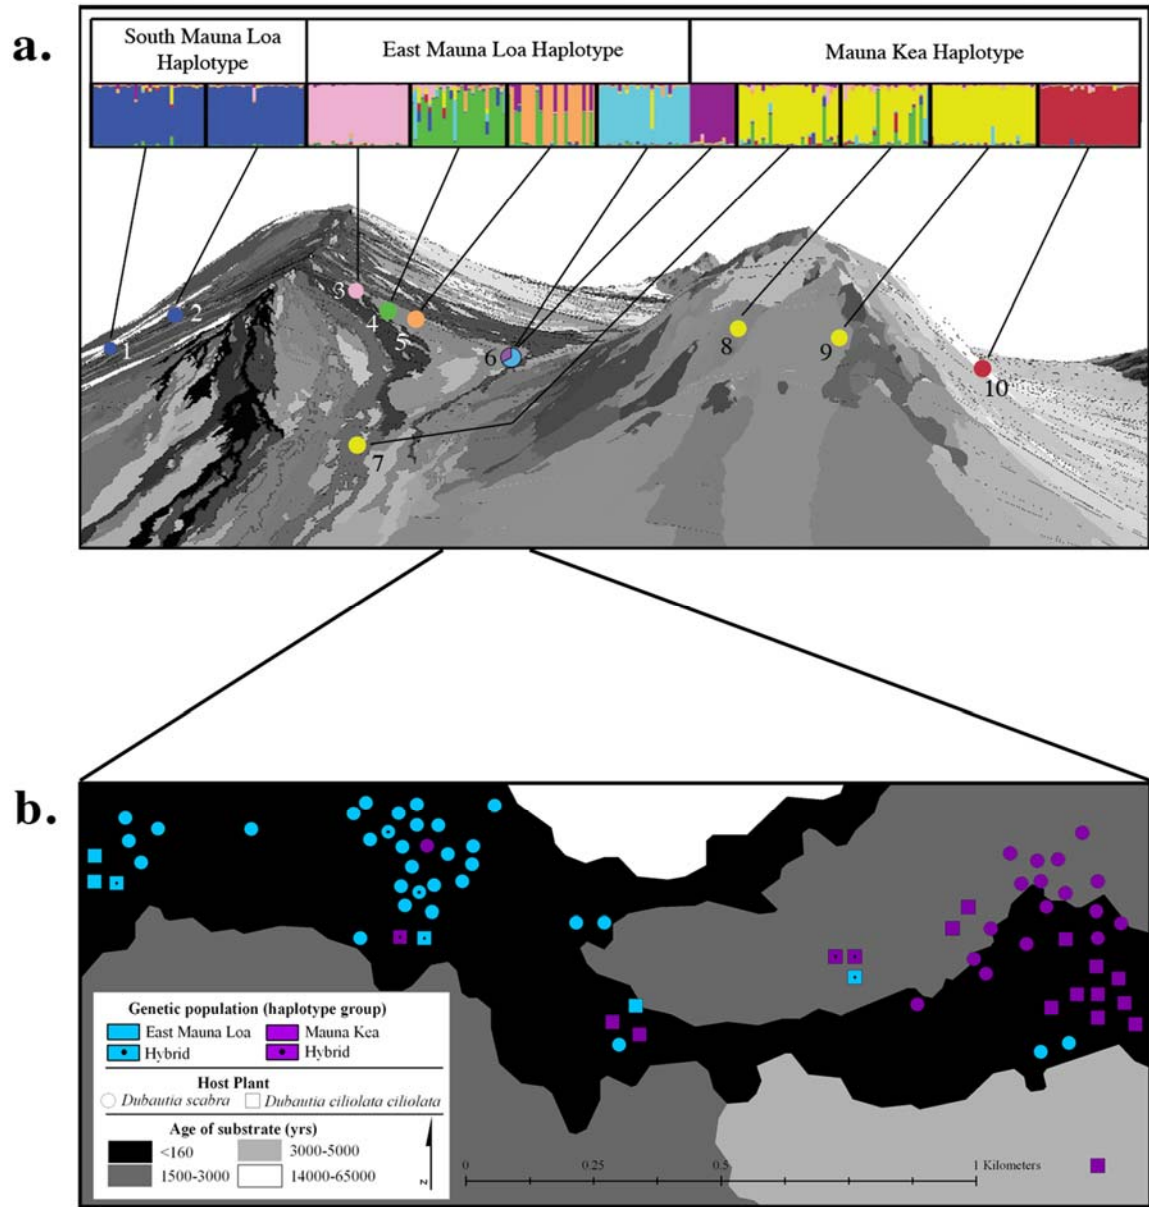 a.
South Mauna Loa
Haplotype
East Mauna Loa Haplotype
Mauna Kea Haplotype
1
2
3
4
5
6
7
8
9
10
b.
Genetic population (haplotype group)
East Mauna Loa
Mauna Kea
Hybrid
Hybrid
Host Plant
Dubautia scabra
Dubautia ciliolata ciliolata
Age of substrate (yrs)
<160
3000-5000
1500-3000
14000-65000
N
0
0.25
0.5
1 Kilometers